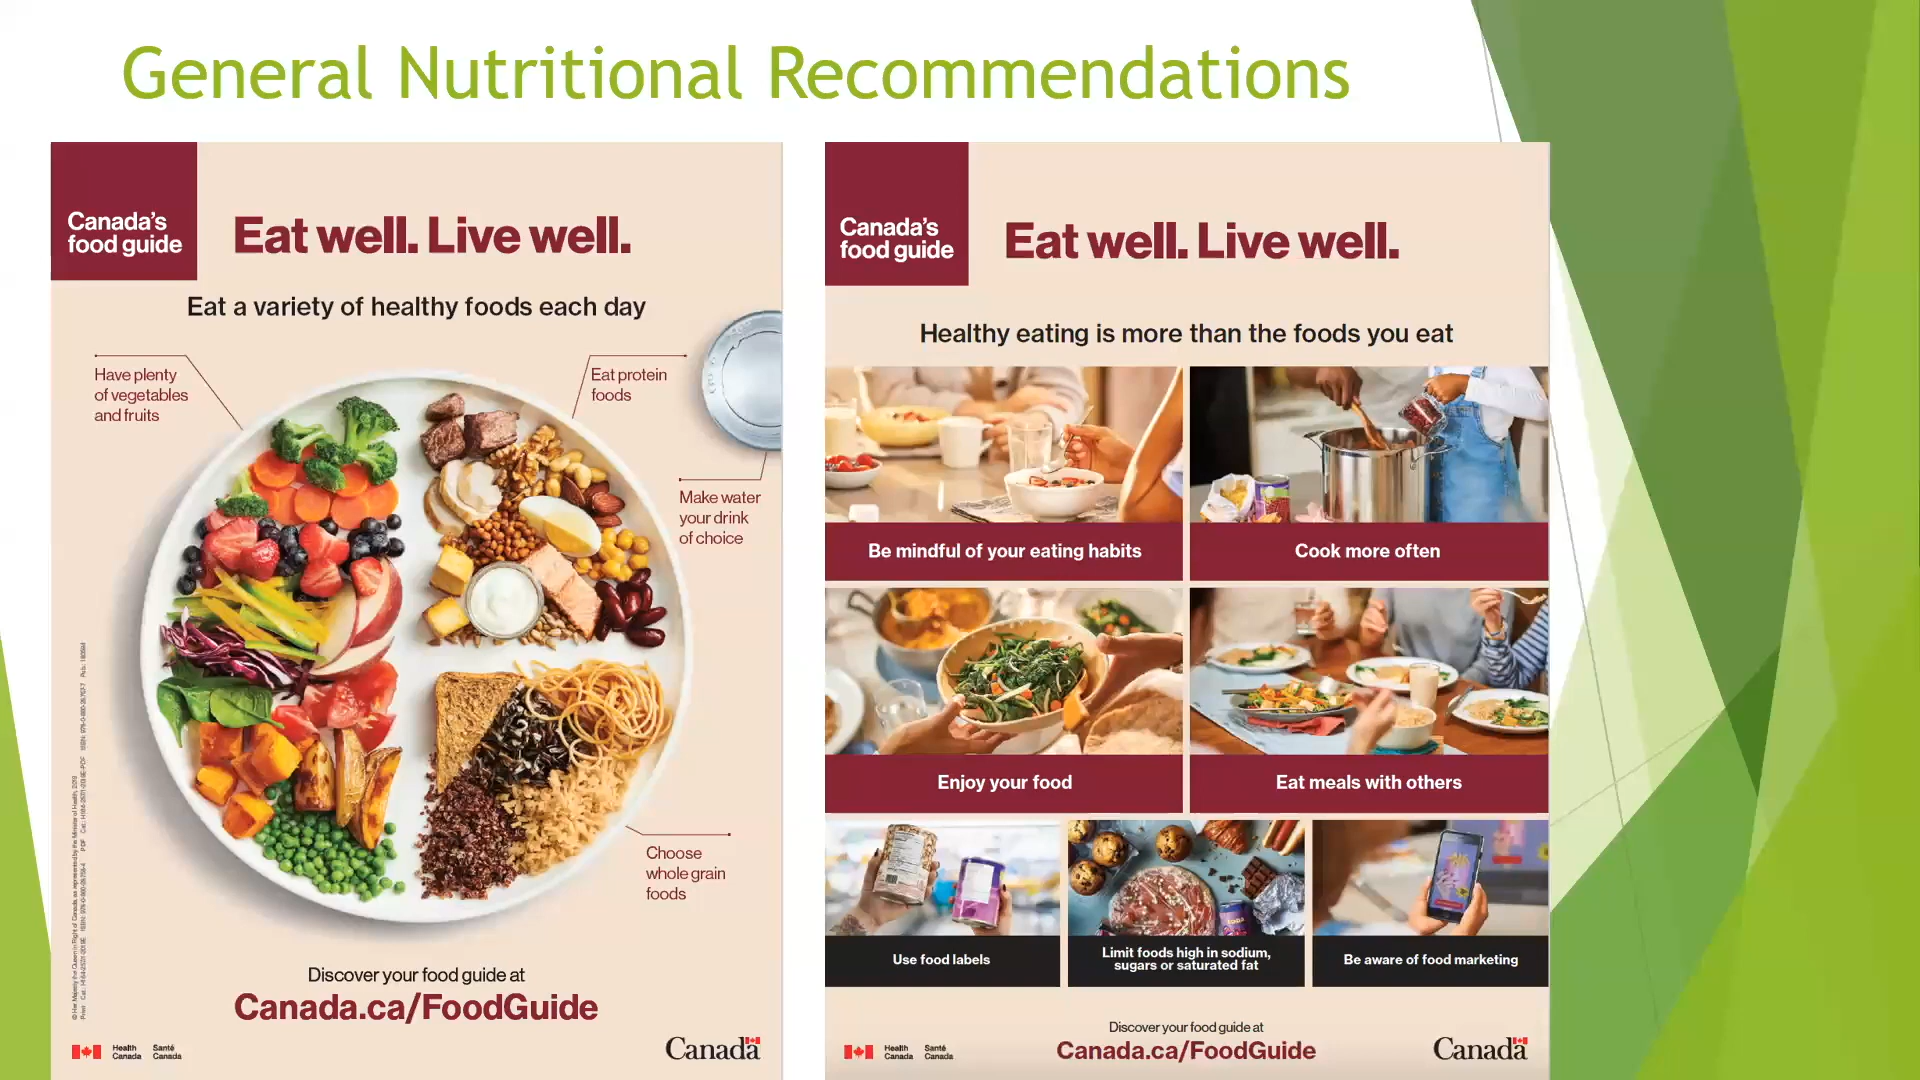 General Nutritional Recommendations
Canada's
food guide
Eat well. Live well.
Eat a variety of healthy foods each day
Have plenty
of vegetables
and fruits
Eat protein
foods
Make water
your drink
of choice
Choose
whole grain
foods
Discover your food guide at
Canada.ca/FoodGuide
Health
Canada
Santé
Canada
Canada
Canada's
food guide
Eat well. Live well.
Healthy eating is more than the foods you eat
Be mindful of your eating habits
Cook more often
Enjoy your food
Eat meals with others
Use food labels
Limit foods high in sodium,
sugars or saturated fat
Be aware of food marketing
Discover your food guide at
Canada.ca/FoodGuide
Health
Canada
Santé
Canada
Canada